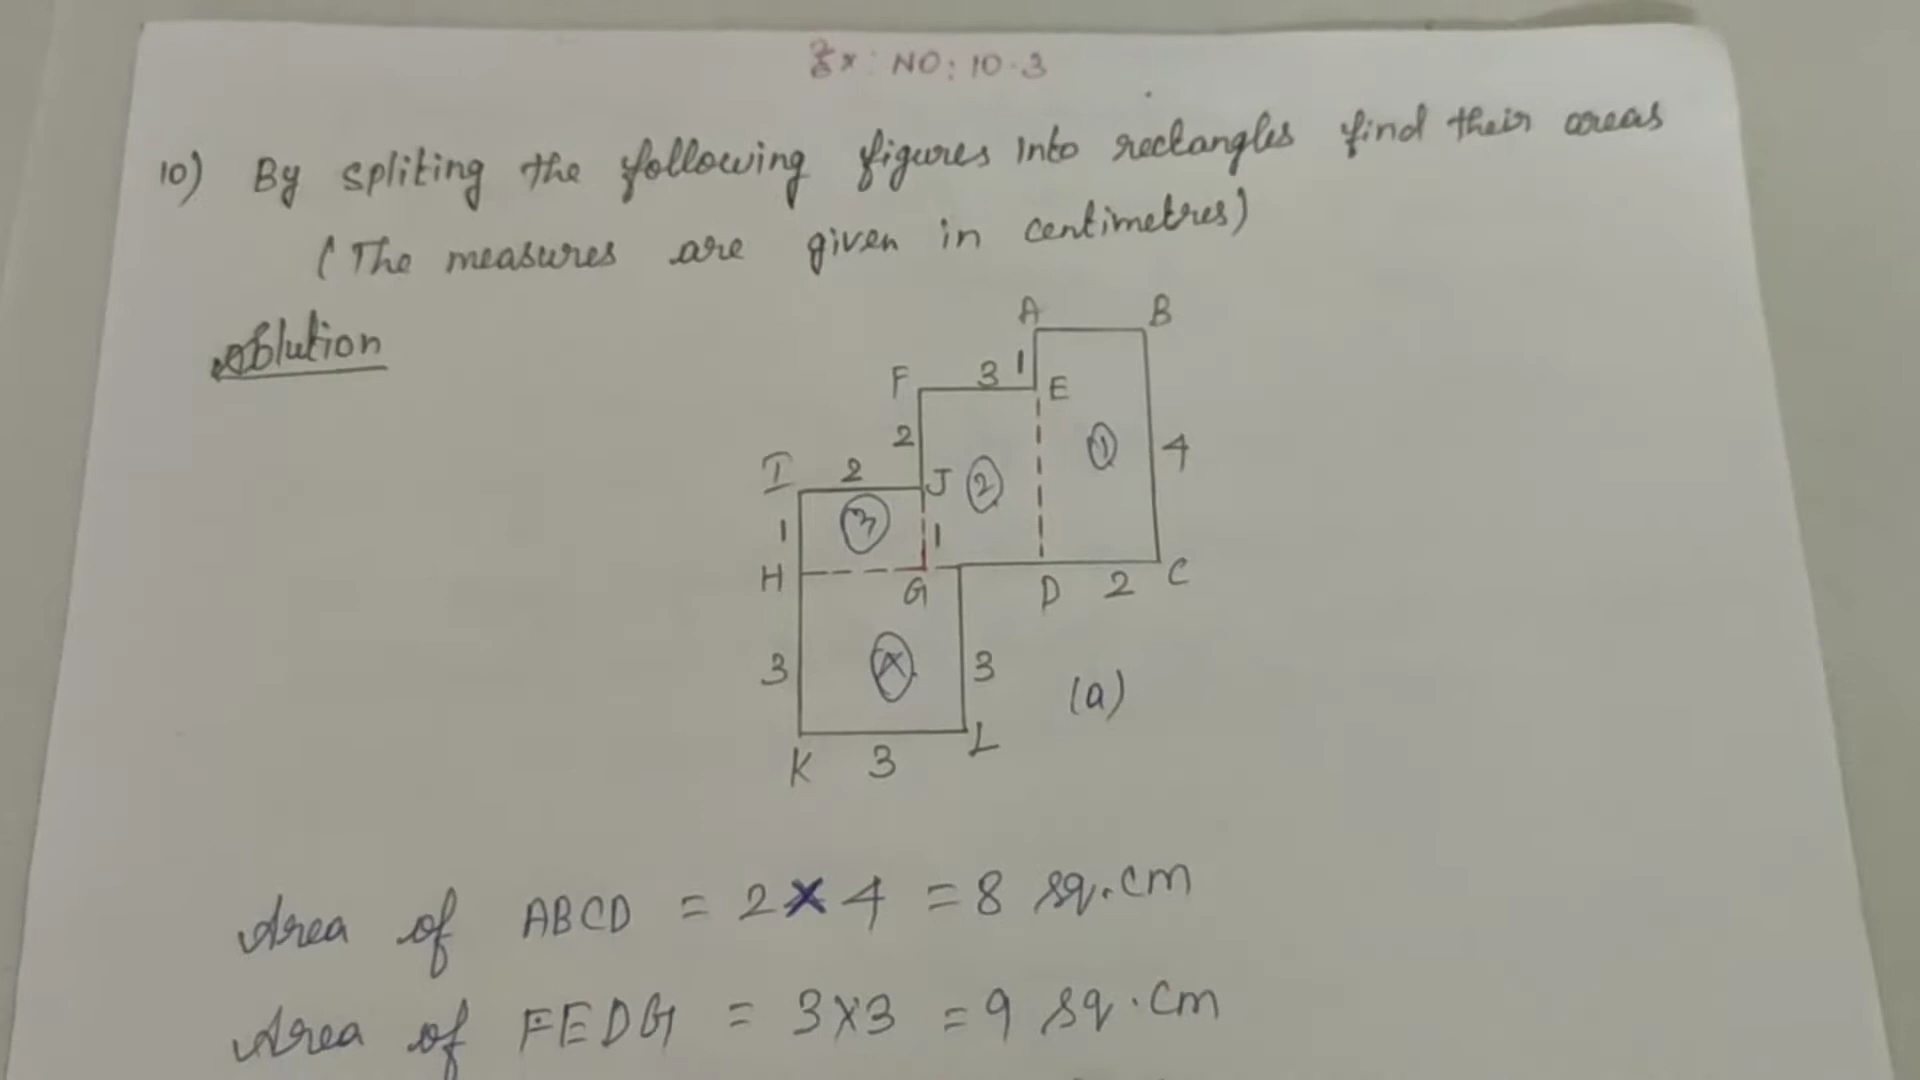 Ex: NO: 10.3
10) By spliting the following figures into rectangles find their areas
(The measures are given in centimetres)
Solution
A B
1
F 3 E
2 ① 4
I 2 J ②
1 ③ 1
H G D 2 C
3 ④ 3 (a)
K 3 L
Area of ABCD = 2 × 4 = 8 sq.cm
Area of FEDG = 3×3 = 9 sq.cm